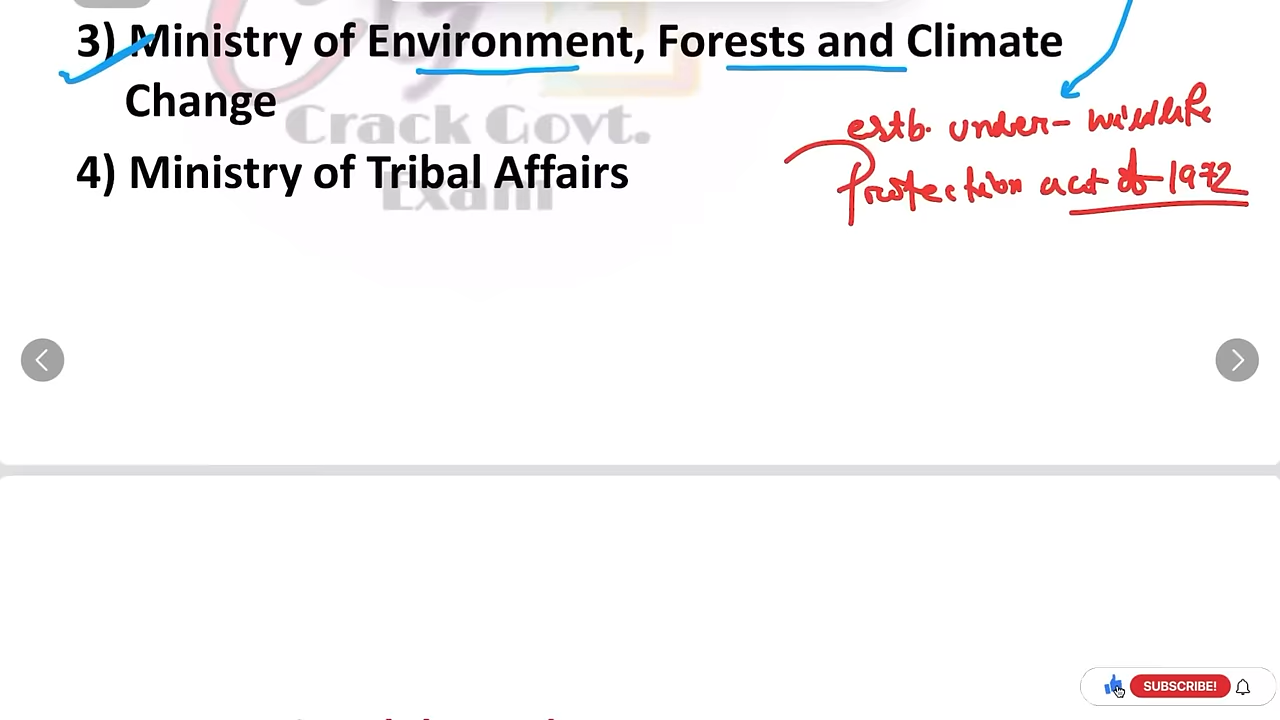 3) Ministry of Environment, Forests and Climate
Change
Crack Govt.
Exam
4) Ministry of Tribal Affairs
estb. under- wildlife
Protection act of 1972
SUBSCRIBE!